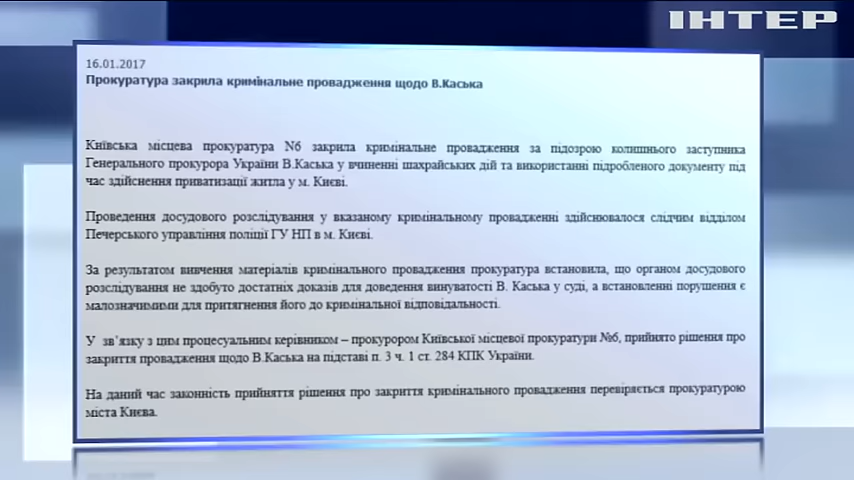 ІНТЕР
16.01.2017
Прокуратура закрила кримінальне провадження щодо В.Каська
Київська місцева прокуратура №6 закрила кримінальне провадження за підозрою колишнього заступника
Генерального прокурора України В.Каська у вчиненні шахрайських дій та використанні підробленого документу під
час здійснення приватизації житла у м. Києві.
Проведення досудового розслідування у вказаному кримінальному провадженні здійснювалося слідчим відділом
Печерського управління поліції ГУ НП в м. Києві.
За результатом вивчення матеріалів кримінального провадження прокуратура встановила, що органом досудового
розслідування не здобуто достатніх доказів для доведення винуватості В. Каська у суді, а встановленні порушення є
малозначимими для притягнення його до кримінальної відповідальності.
У зв’язку з цим процесуальним керівником – прокурором Київської місцевої прокуратури №6, прийнято рішення про
закриття провадження щодо В.Каська на підставі п. 3 ч. 1 ст. 284 КПК України.
На даний час законність прийняття рішення про закриття кримінального провадження перевіряється прокуратурою
міста Києва.